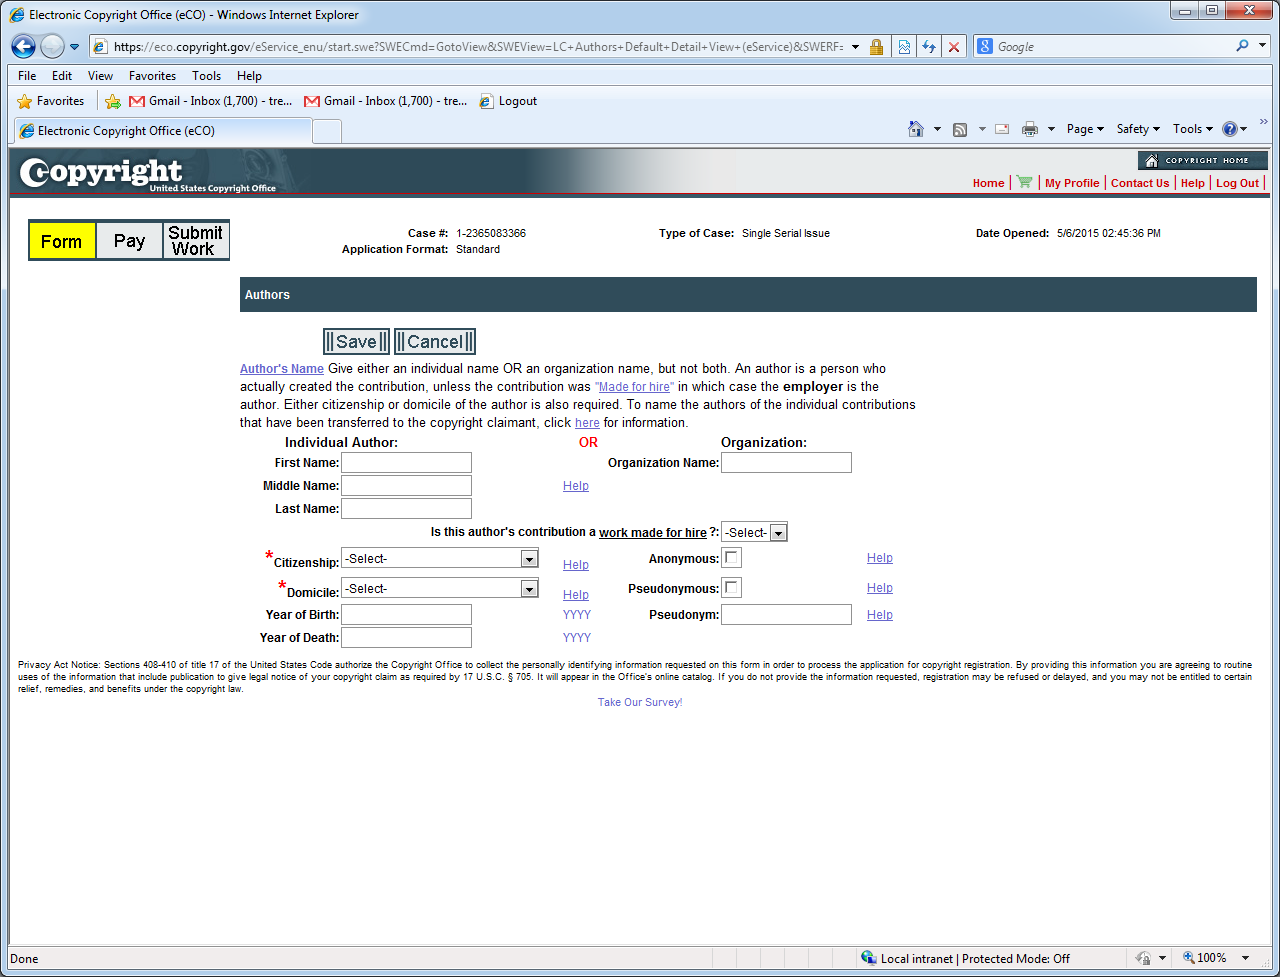 Electronic Copyright Office (eCO) - Windows Internet Explorer
https://eco.copyright.gov/eService_enu/start.swe?SWECmd=GotoView&SWEView=LC+Authors+Default+Detail+View+(eService)&SWERF=
Google
File Edit View Favorites Tools Help
Favorites Gmail - Inbox (1,700) - tre... Gmail - Inbox (1,700) - tre... Logout
Electronic Copyright Office (eCO)
Page Safety Tools
Copyright
United States Copyright Office
COPYRIGHT HOME
Home | | My Profile | Contact Us | Help | Log Out |
Form Pay Submit Work
Case #: 1-2365083366 Type of Case: Single Serial Issue Date Opened: 5/6/2015 02:45:36 PM
Application Format: Standard
Authors
Save Cancel
Author's Name Give either an individual name OR an organization name, but not both. An author is a person who
actually created the contribution, unless the contribution was "Made for hire" in which case the employer is the
author. Either citizenship or domicile of the author is also required. To name the authors of the individual contributions
that have been transferred to the copyright claimant, click here for information.
Individual Author: OR Organization:
First Name: Organization Name:
Middle Name: Help
Last Name:
Is this author's contribution a work made for hire ?: -Select-
*Citizenship: -Select- Help Anonymous: Help
*Domicile: -Select- Help Pseudonymous: Help
Year of Birth: YYYY Pseudonym: Help
Year of Death: YYYY
Privacy Act Notice: Sections 408-410 of title 17 of the United States Code authorize the Copyright Office to collect the personally identifying information requested on this form in order to process the application for copyright registration. By providing this information you are agreeing to routine
uses of the information that include publication to give legal notice of your copyright claim as required by 17 U.S.C. § 705. It will appear in the Office's online catalog. If you do not provide the information requested, registration may be refused or delayed, and you may not be entitled to certain
relief, remedies, and benefits under the copyright law.
Take Our Survey!
Done Local intranet | Protected Mode: Off 100%